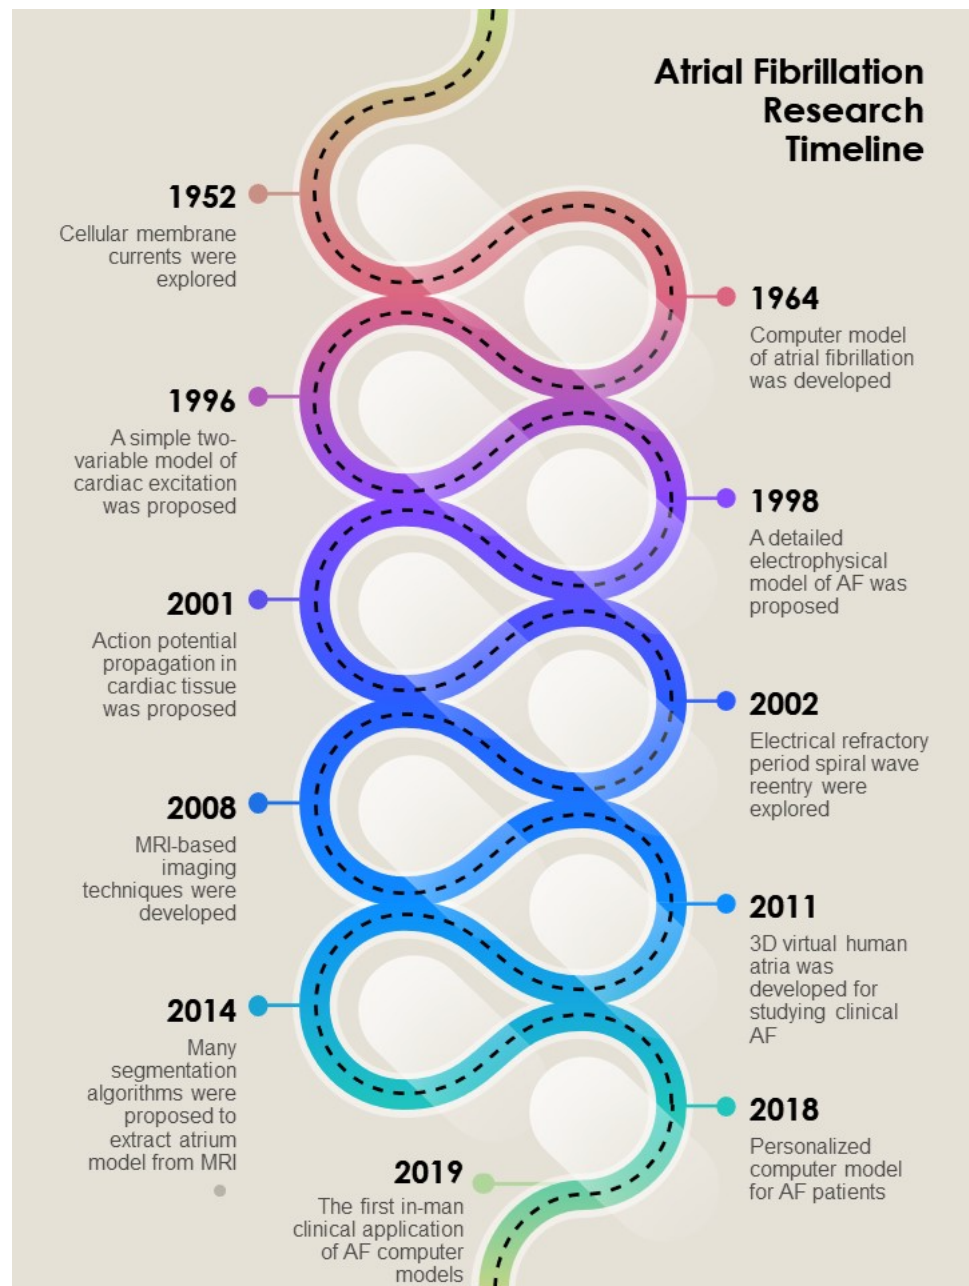 Atrial Fibrillation
Research
Timeline
1952
Cellular membrane
currents were
explored
1964
Computer model
of atrial fibrillation
was developed
1996
A simple two-
variable model of
cardiac excitation
was proposed
1998
A detailed
electrophysical
model of AF was
proposed
2001
Action potential
propagation in
cardiac tissue
was proposed
2002
Electrical refractory
period spiral wave
reentry were
explored
2008
MRI-based
imaging
techniques were
developed
2011
3D virtual human
atria was
developed for
studying clinical
AF
2014
Many
segmentation
algorithms were
proposed to
extract atrium
model from MRI
2018
Personalized
computer model
for AF patients
2019
The first in-man
clinical application
of AF computer
models